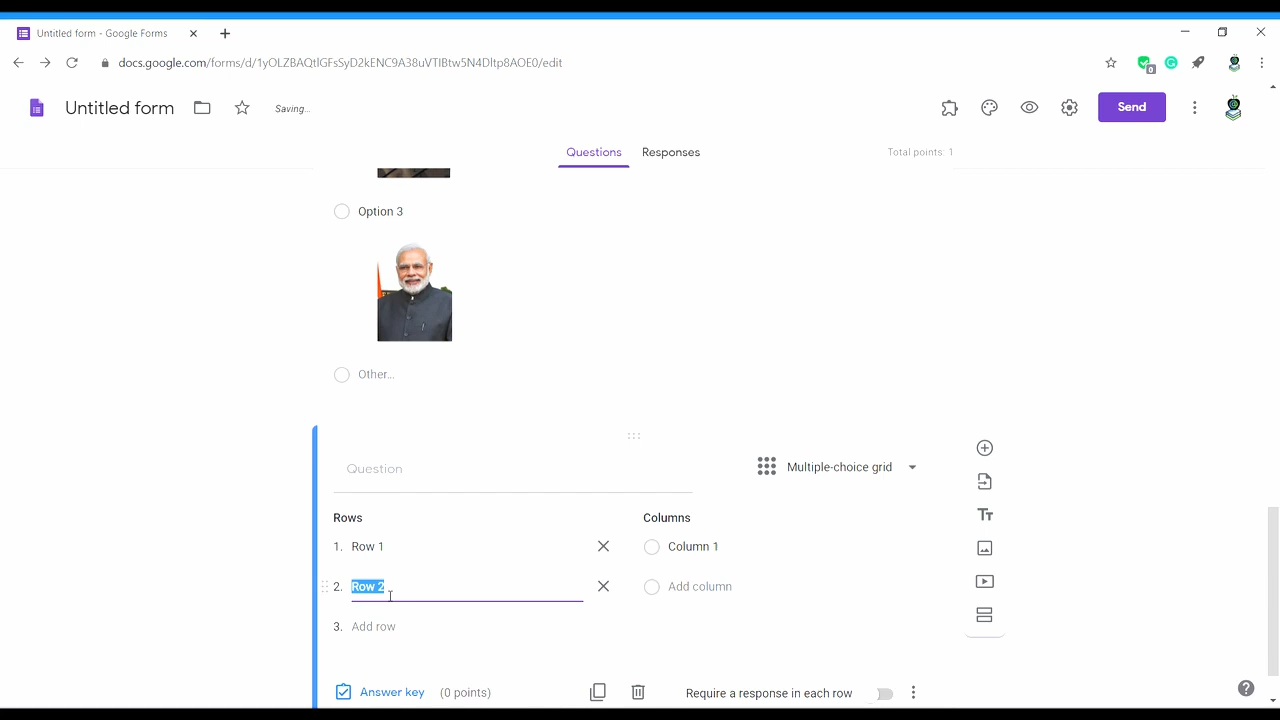 Untitled form - Google Forms
docs.google.com/forms/d/1yOLZBAQtlGFsSyD2kENC9A38uVTlBtw5N4Dltp8AOE0/edit
0
Untitled form
Saving...
Send
Questions
Responses
Total points: 1
Option 3
Other...
Question
Multiple-choice grid
Rows
Columns
1. Row 1
Column 1
2. Row 2
Add column
3. Add row
Answer key (0 points)
Require a response in each row